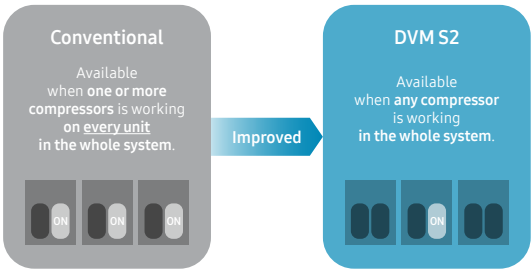 Conventional
Available
when one or more
compressors is working
on every unit
in the whole system.
ON
ON
ON
Improved
DVM S2
Available
when any compressor
is working
in the whole system.
ON